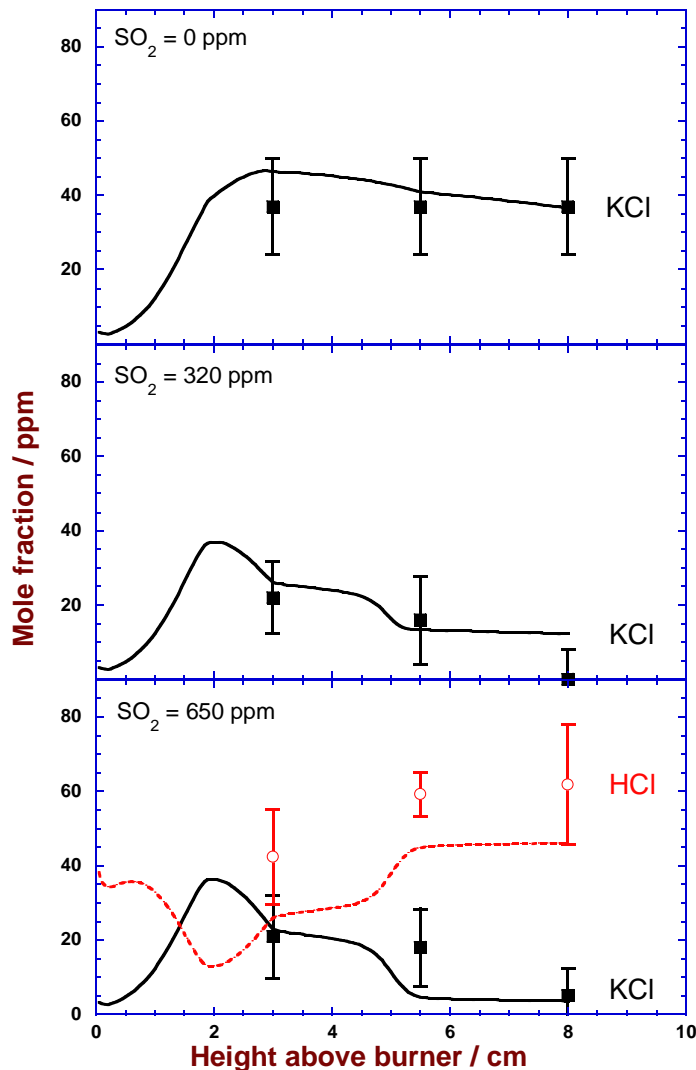 SO2 = 0 ppm
80
60
40
20
KCl
SO2 = 320 ppm
80
60
40
20
KCl
SO2 = 650 ppm
80
60
40
20
0
HCl
KCl
0 2 4 6 8 10
Height above burner / cm
Mole fraction / ppm